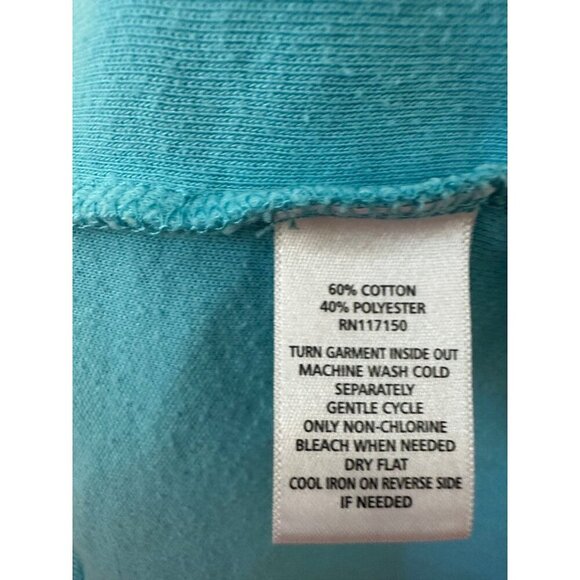 60% COTTON
40% POLYESTER
RN117150
TURN GARMENT INSIDE OUT
MACHINE WASH COLD
SEPARATELY
GENTLE CYCLE
ONLY NON-CHLORINE
BLEACH WHEN NEEDED
DRY FLAT
COOL IRON ON REVERSE SIDE
IF NEEDED